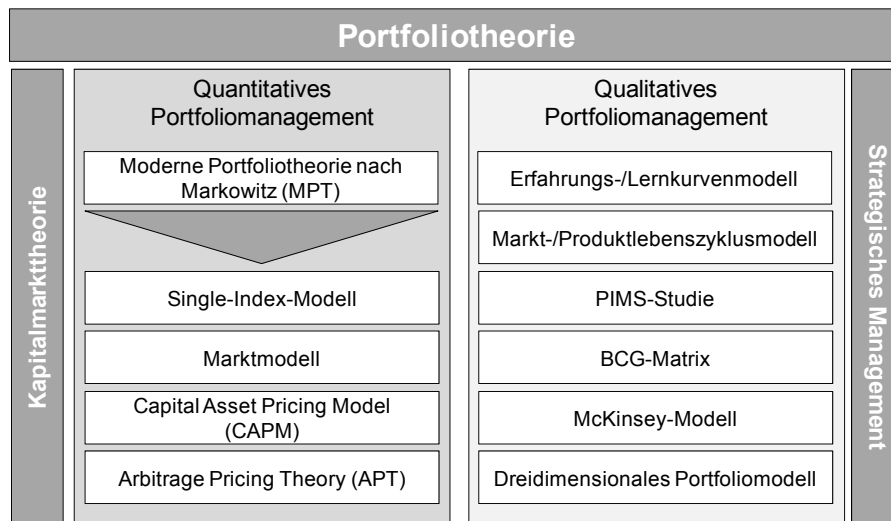 Portfoliotheorie
Kapitalmarkttheorie
Quantitatives
Portfoliomanagement
Moderne Portfoliotheorie nach
Markowitz (MPT)
Single-Index-Modell
Marktmodell
Capital Asset Pricing Model
(CAPM)
Arbitrage Pricing Theory (APT)
Qualitatives
Portfoliomanagement
Erfahrungs-/Lernkurvenmodell
Markt-/Produktlebenszyklusmodell
PIMS-Studie
BCG-Matrix
McKinsey-Modell
Dreidimensionales Portfoliomodell
Strategisches Management